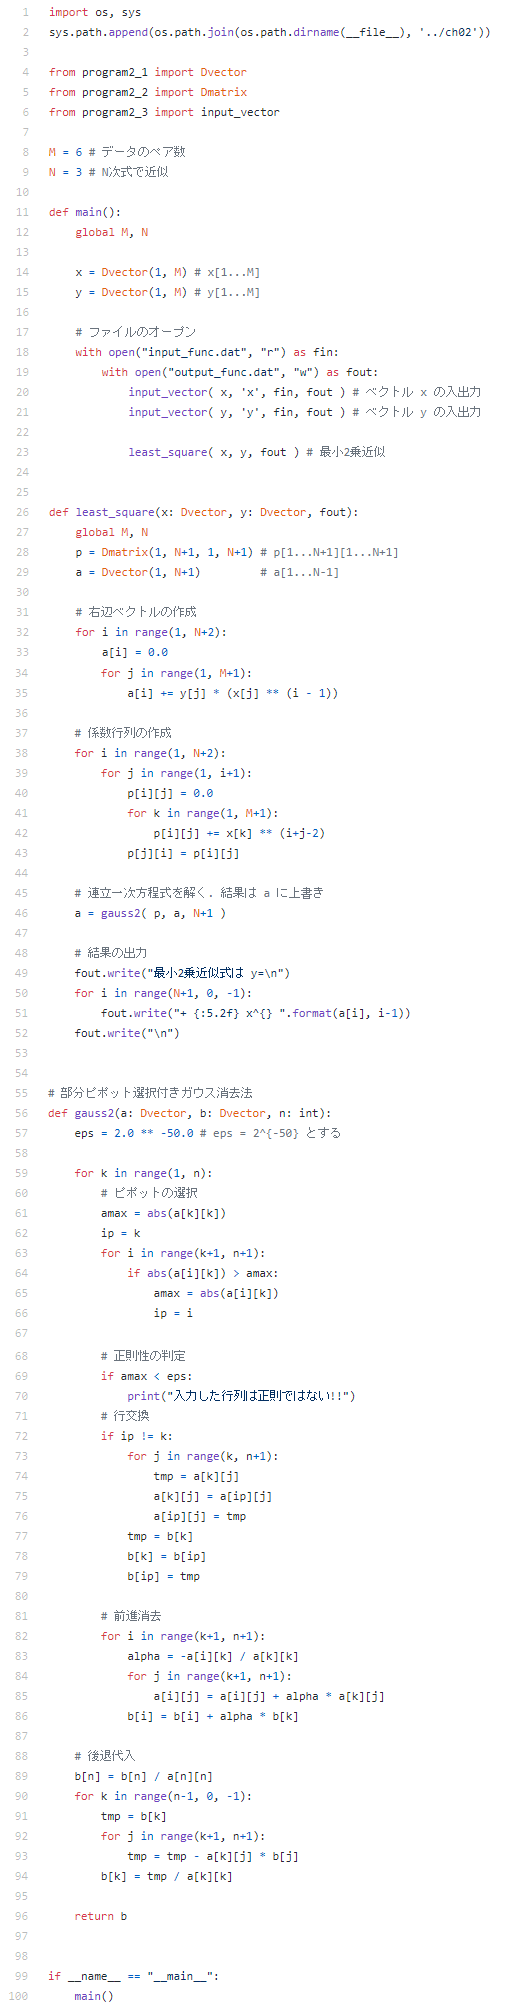 1 import os, sys
2 sys.path.append(os.path.join(os.path.dirname(__file__), '../ch02'))
3
4 from program2_1 import Dvector
5 from program2_2 import Dmatrix
6 from program2_3 import input_vector
7
8 M = 6 # データのペア数
9 N = 3 # N次式で近似
10
11 def main():
12     global M, N
13
14     x = Dvector(1, M) # x[1...M]
15     y = Dvector(1, M) # y[1...M]
16
17     # ファイルのオープン
18     with open("input_func.dat", "r") as fin:
19         with open("output_func.dat", "w") as fout:
20             input_vector( x, 'x', fin, fout ) # ベクトル x の入出力
21             input_vector( y, 'y', fin, fout ) # ベクトル y の入出力
22
23             least_square( x, y, fout ) # 最小2乗近似
24
25
26 def least_square(x: Dvector, y: Dvector, fout):
27     global M, N
28     p = Dmatrix(1, N+1, 1, N+1) # p[1...N+1][1...N+1]
29     a = Dvector(1, N+1)         # a[1...N-1]
30
31     # 右辺ベクトルの作成
32     for i in range(1, N+2):
33         a[i] = 0.0
34         for j in range(1, M+1):
35             a[i] += y[j] * (x[j] ** (i - 1))
36
37     # 係数行列の作成
38     for i in range(1, N+2):
39         for j in range(1, i+1):
40             p[i][j] = 0.0
41             for k in range(1, M+1):
42                 p[i][j] += x[k] ** (i+j-2)
43             p[j][i] = p[i][j]
44
45     # 連立一次方程式を解く. 結果は a に上書き
46     a = gauss2( p, a, N+1 )
47
48     # 結果の出力
49     fout.write("最小2乗近似式は y=\n")
50     for i in range(N+1, 0, -1):
51         fout.write("+ {:5.2f} x^{} ".format(a[i], i-1))
52     fout.write("\n")
53
54
55 # 部分ピボット選択付きガウス消去法
56 def gauss2(a: Dvector, b: Dvector, n: int):
57     eps = 2.0 ** -50.0 # eps = 2^{-50} とする
58
59     for k in range(1, n):
60         # ピボットの選択
61         amax = abs(a[k][k])
62         ip = k
63         for i in range(k+1, n+1):
64             if abs(a[i][k]) > amax:
65                 amax = abs(a[i][k])
66                 ip = i
67
68         # 正則性の判定
69         if amax < eps:
70             print("入力した行列は正則ではない!!")
71         # 行交換
72         if ip != k:
73             for j in range(k, n+1):
74                 tmp = a[k][j]
75                 a[k][j] = a[ip][j]
76                 a[ip][j] = tmp
77             tmp = b[k]
78             b[k] = b[ip]
79             b[ip] = tmp
80
81         # 前進消去
82         for i in range(k+1, n+1):
83             alpha = -a[i][k] / a[k][k]
84             for j in range(k+1, n+1):
85                 a[i][j] = a[i][j] + alpha * a[k][j]
86             b[i] = b[i] + alpha * b[k]
87
88     # 後退代入
89     b[n] = b[n] / a[n][n]
90     for k in range(n-1, 0, -1):
91         tmp = b[k]
92         for j in range(k+1, n+1):
93             tmp = tmp - a[k][j] * b[j]
94         b[k] = tmp / a[k][k]
95
96     return b
97
98
99 if __name__ == "__main__":
100     main()